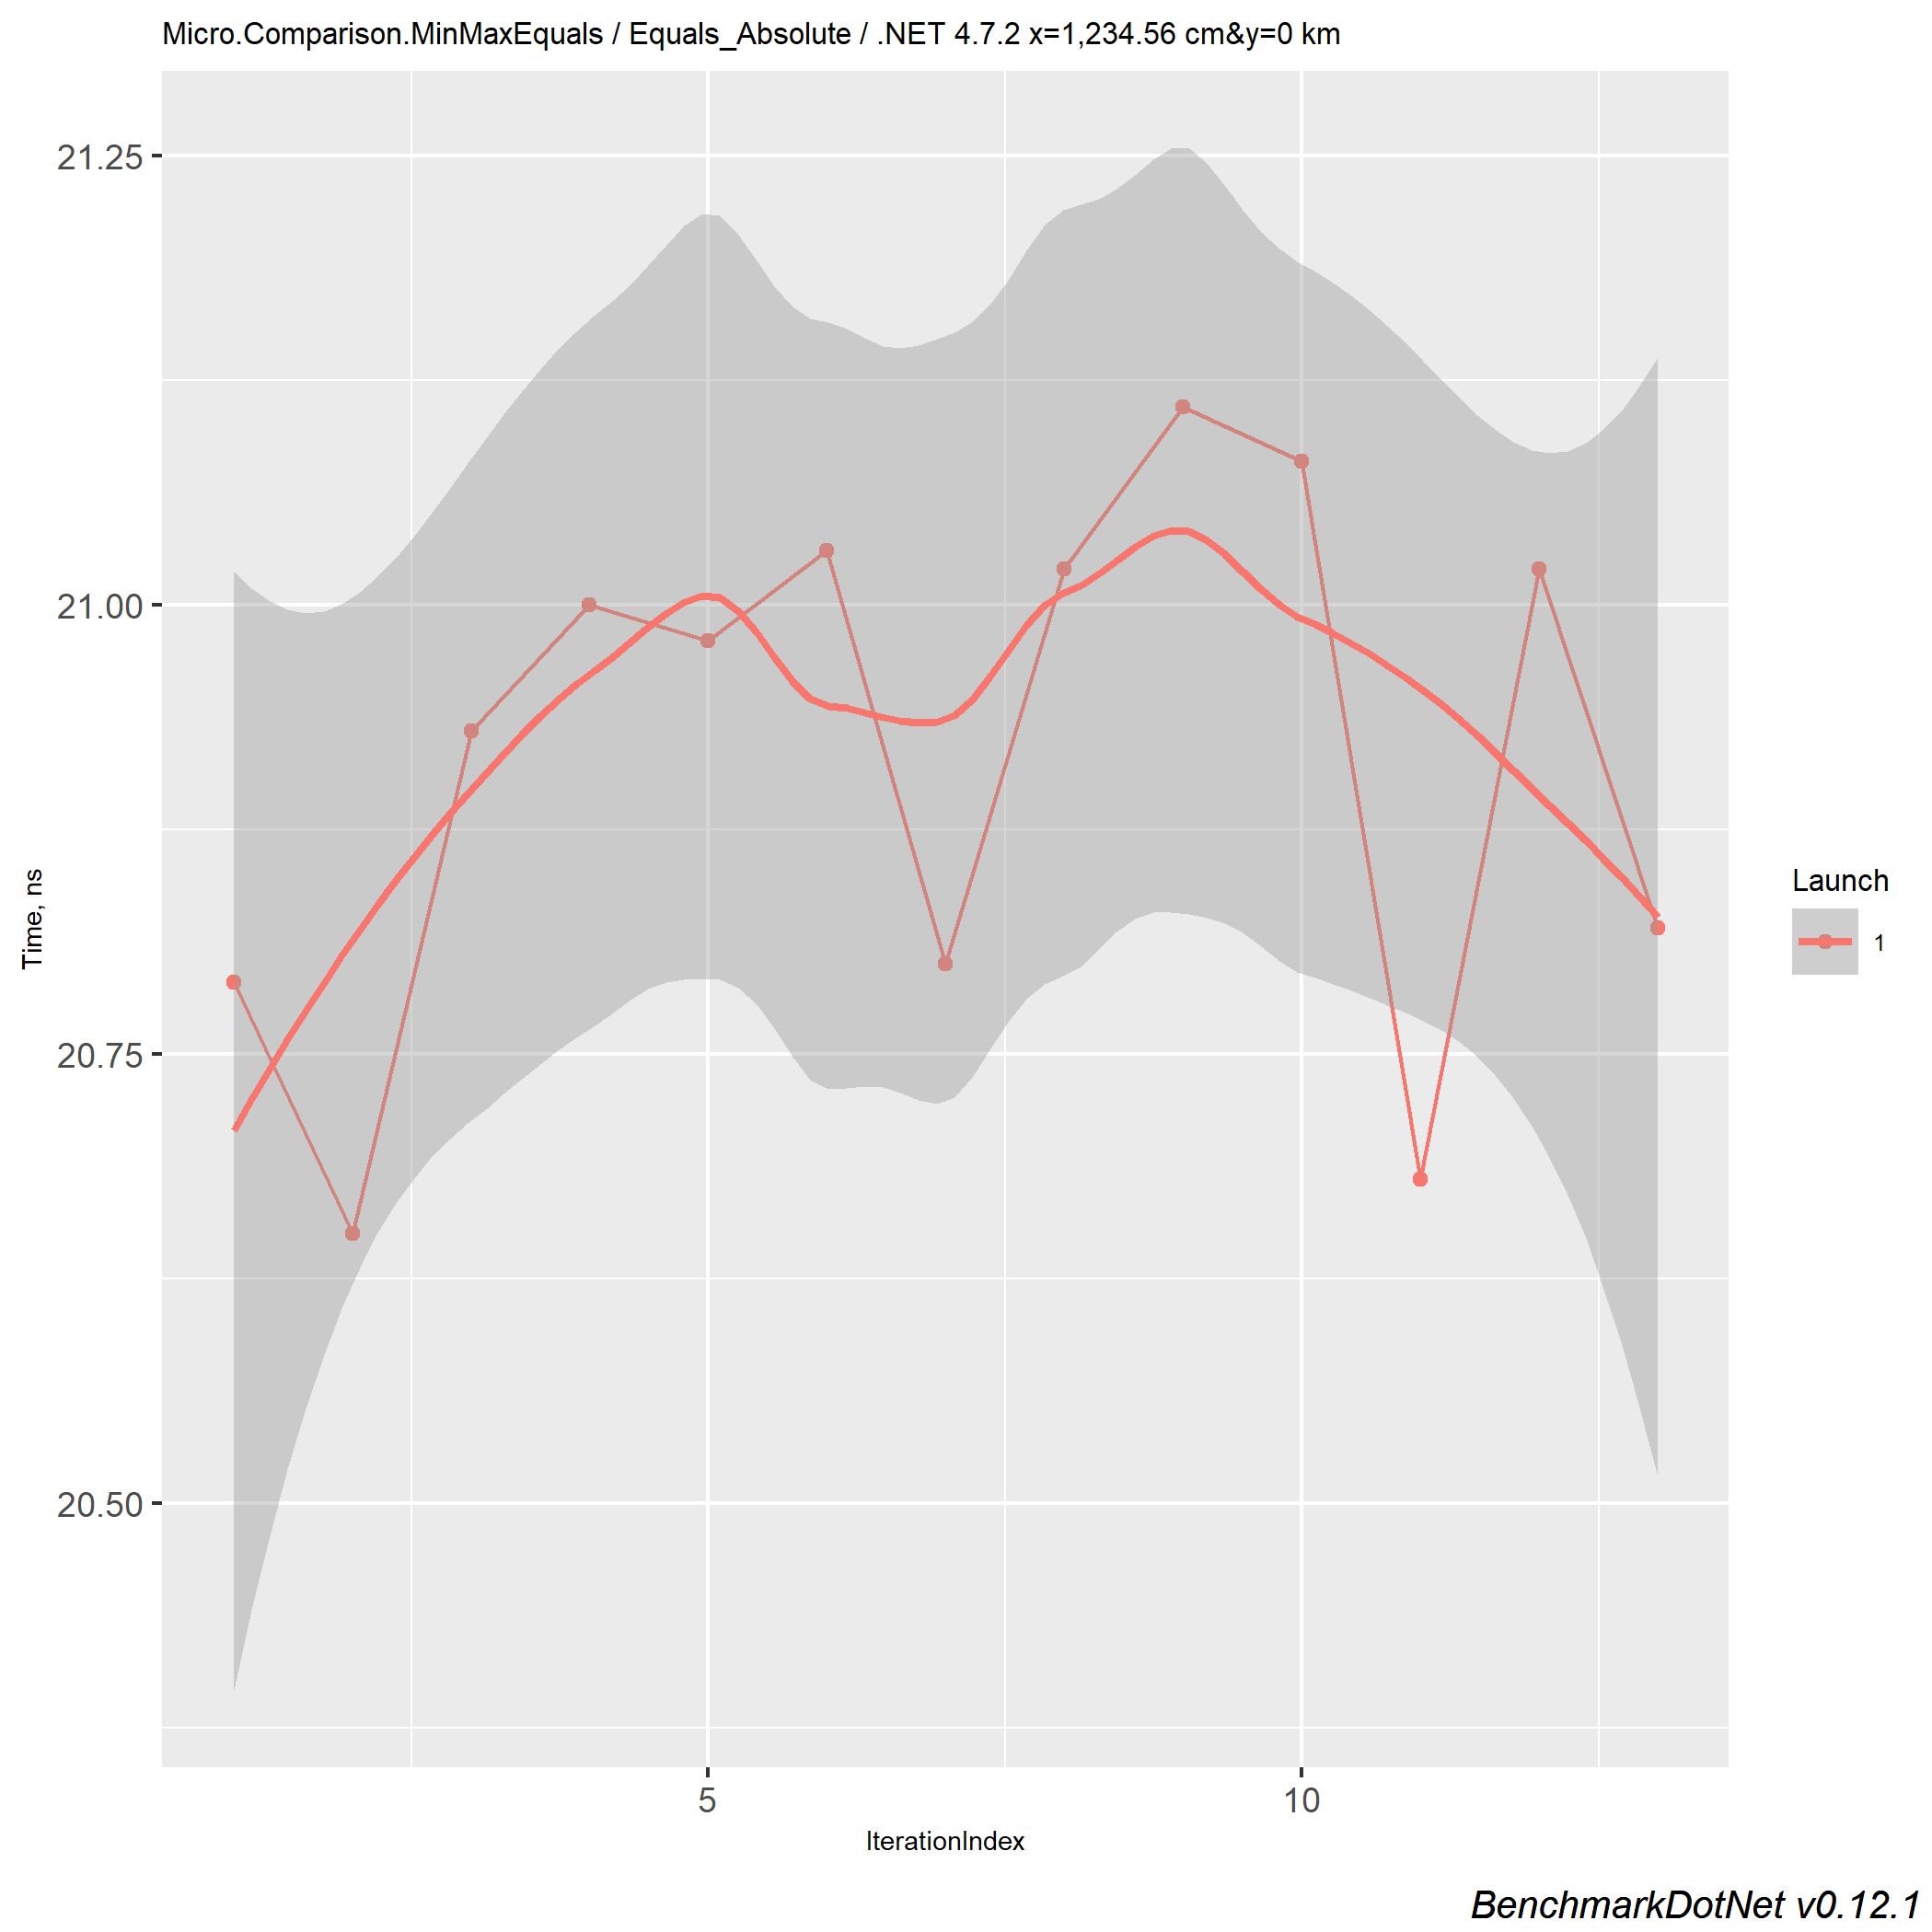 Micro.Comparison.MinMaxEquals / Equals_Absolute / .NET 4.7.2 x=1,234.56 cm&y=0 km
21.25
21.00
20.75
20.50
Time, ns
5
10
IterationIndex
Launch
1
BenchmarkDotNet v0.12.1